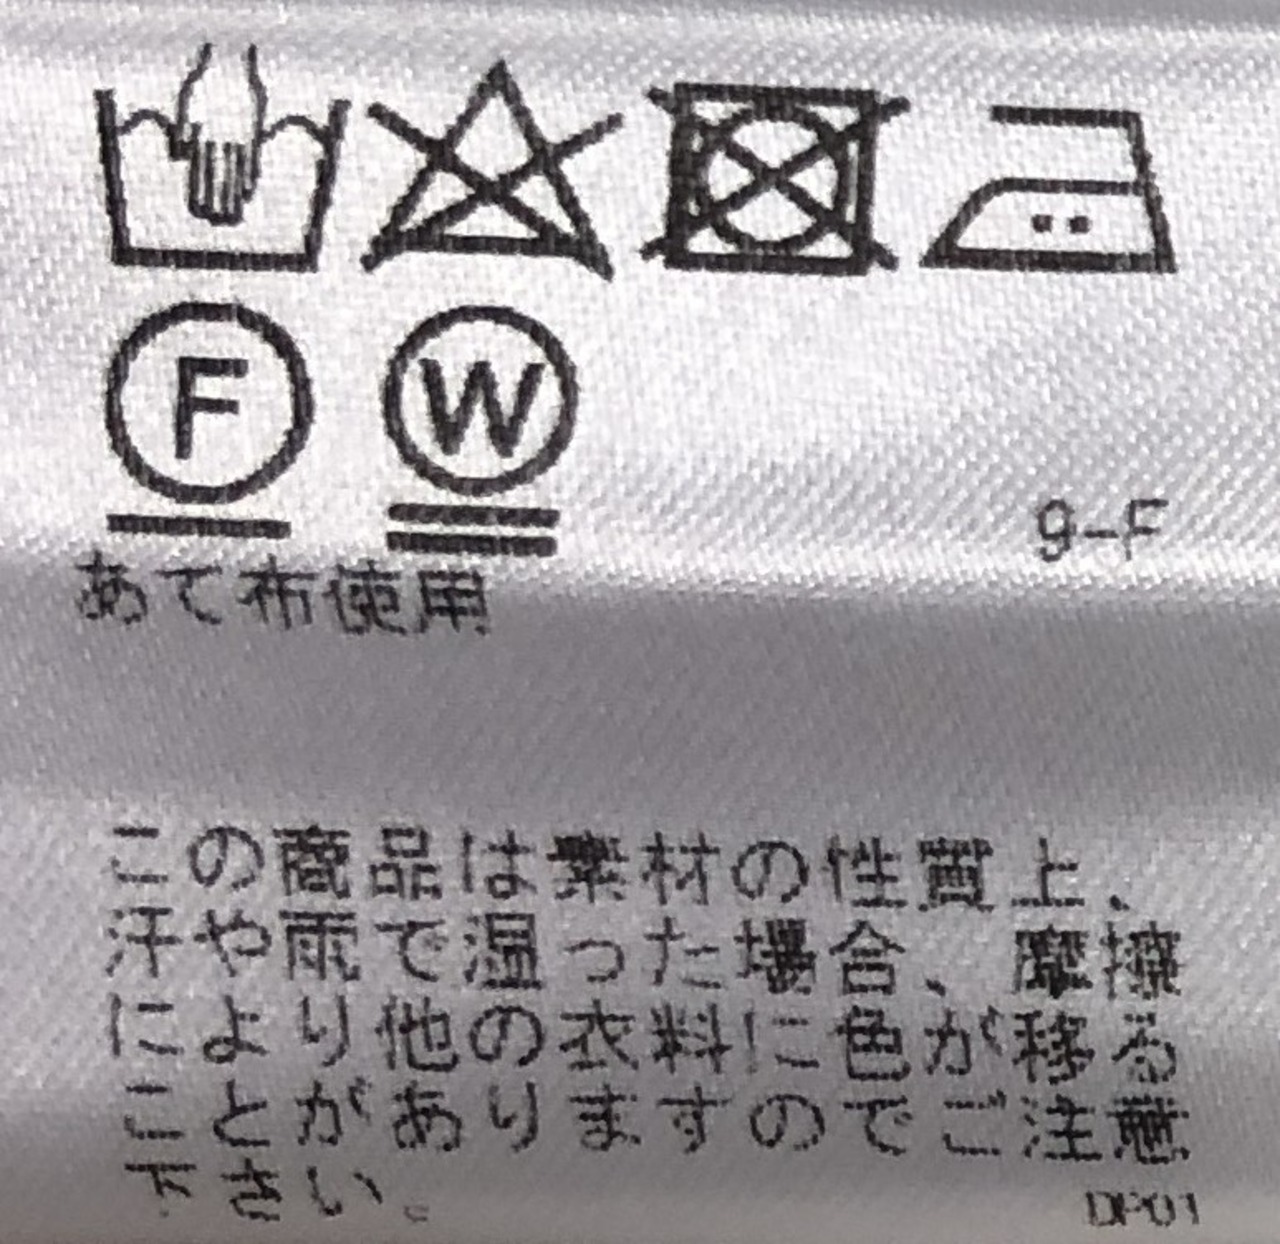 F W
9-F
あて布使用
この商品は素材の性質上、
汗や雨で湿った場合、摩擦
により他の衣料に色が移る
ことがありますのでご注意
下さい。
DP01